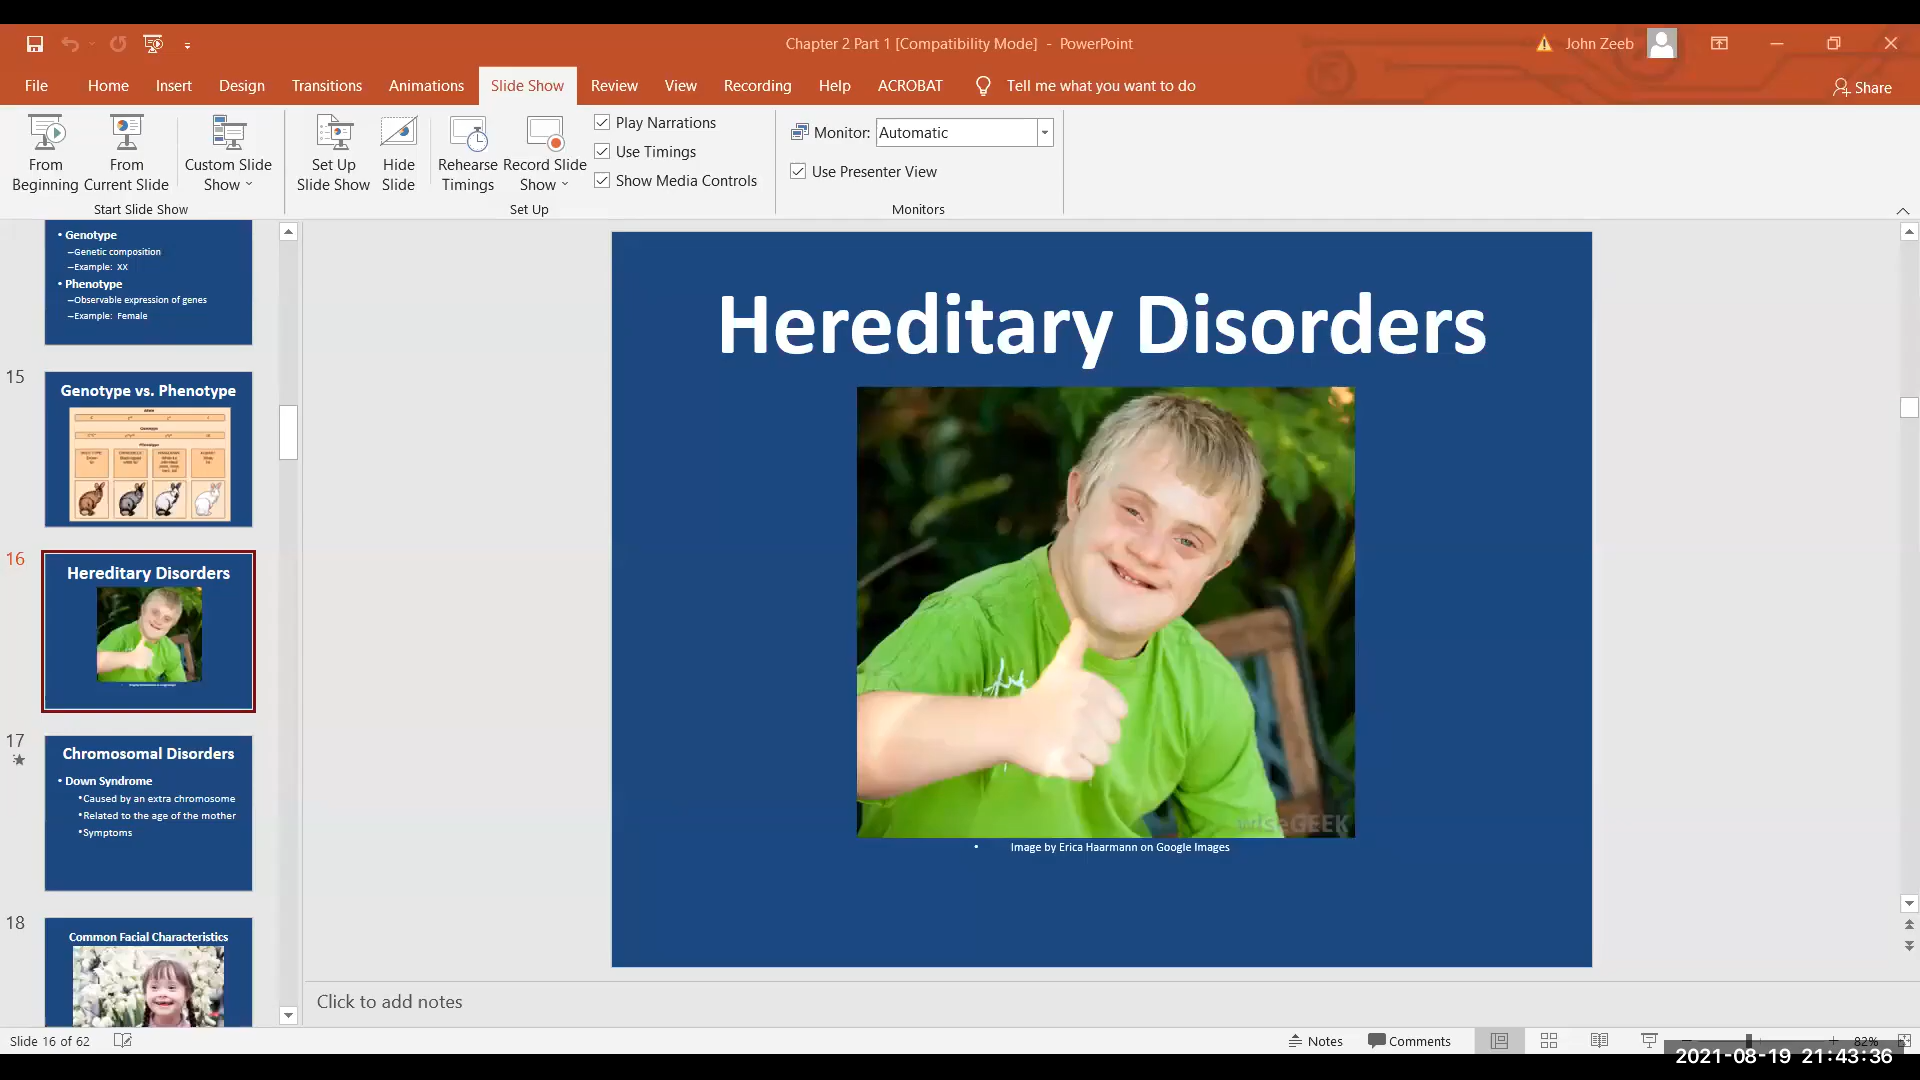 Chapter 2 Part 1 [Compatibility Mode] - PowerPoint
John Zeeb
File Home Insert Design Transitions Animations Slide Show Review View Recording Help ACROBAT Tell me what you want to do
Share
From Beginning
From Current Slide
Custom Slide Show
Start Slide Show
Set Up Slide Show
Hide Slide
Rehearse Timings
Record Slide Show
Play Narrations
Use Timings
Show Media Controls
Set Up
Monitor: Automatic
Use Presenter View
Monitors
• Genotype
–Genetic composition
–Example: XX
• Phenotype
–Observable expression of genes
–Example: Female
15
Genotype vs. Phenotype
16
Hereditary Disorders
17
Chromosomal Disorders
• Down Syndrome
•Caused by an extra chromosome
•Related to the age of the mother
•Symptoms
18
Common Facial Characteristics
Hereditary Disorders
wiseGEEK
• Image by Erica Haarmann on Google Images
Click to add notes
Slide 16 of 62
Notes
Comments
82%
2021-08-19 21:43:36